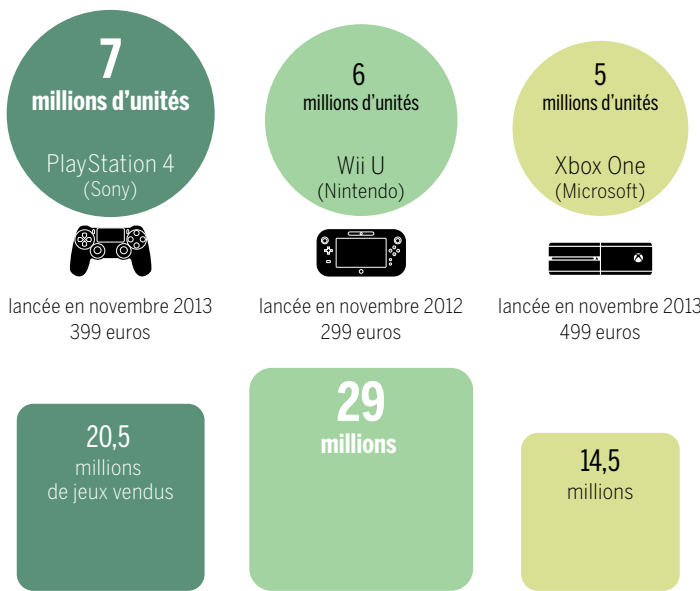 7
millions d’unités
PlayStation 4
(Sony)
lancée en novembre 2013
399 euros
6
millions d’unités
Wii U
(Nintendo)
lancée en novembre 2012
299 euros
5
millions d’unités
Xbox One
(Microsoft)
lancée en novembre 2013
499 euros
20,5
millions
de jeux vendus
29
millions
14,5
millions